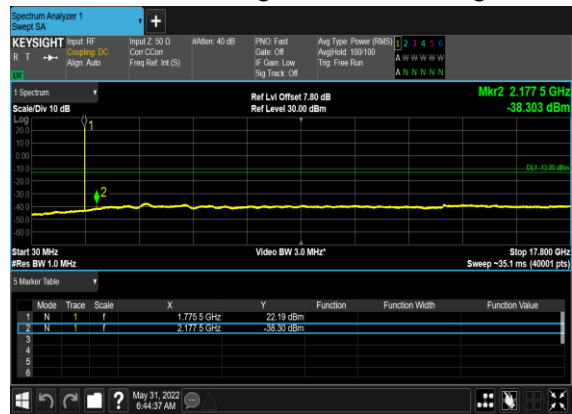 Spectrum Analyzer 1
Swept SA
+
KEYSIGHT Input: RF Input Z: 50 Ω #Atten: 40 dB PNO: Fast Avg Type: Power (RMS) 1 2 3 4 5 6
R T Coupling: DC Corr CCorr Gate: Off Avg|Hold: 100/100 A W W W W W
Align: Auto Freq Ref: Int (S) IF Gain: Low Trig: Free Run
LXI Sig Track: Off A N N N N N
1 Spectrum Ref Lvl Offset 7.80 dB Mkr2 2.177 5 GHz
Scale/Div 10 dB Ref Level 30.00 dBm -38.303 dBm
Log
1
20.0
10.0
0.00
-10.0 DL1 -13.00 dBm
-20.0
-30.0 2
-40.0
-50.0
-60.0
Start 30 MHz Video BW 3.0 MHz* Stop 17.800 GHz
#Res BW 1.0 MHz Sweep ~35.1 ms (40001 pts)
5 Marker Table
Mode Trace Scale X Y Function Function Width Function Value
1 N 1 f 1.775 5 GHz 22.19 dBm
2 N 1 f 2.177 5 GHz -38.30 dBm
3
4
5
6
? May 31, 2022
6:44:37 AM